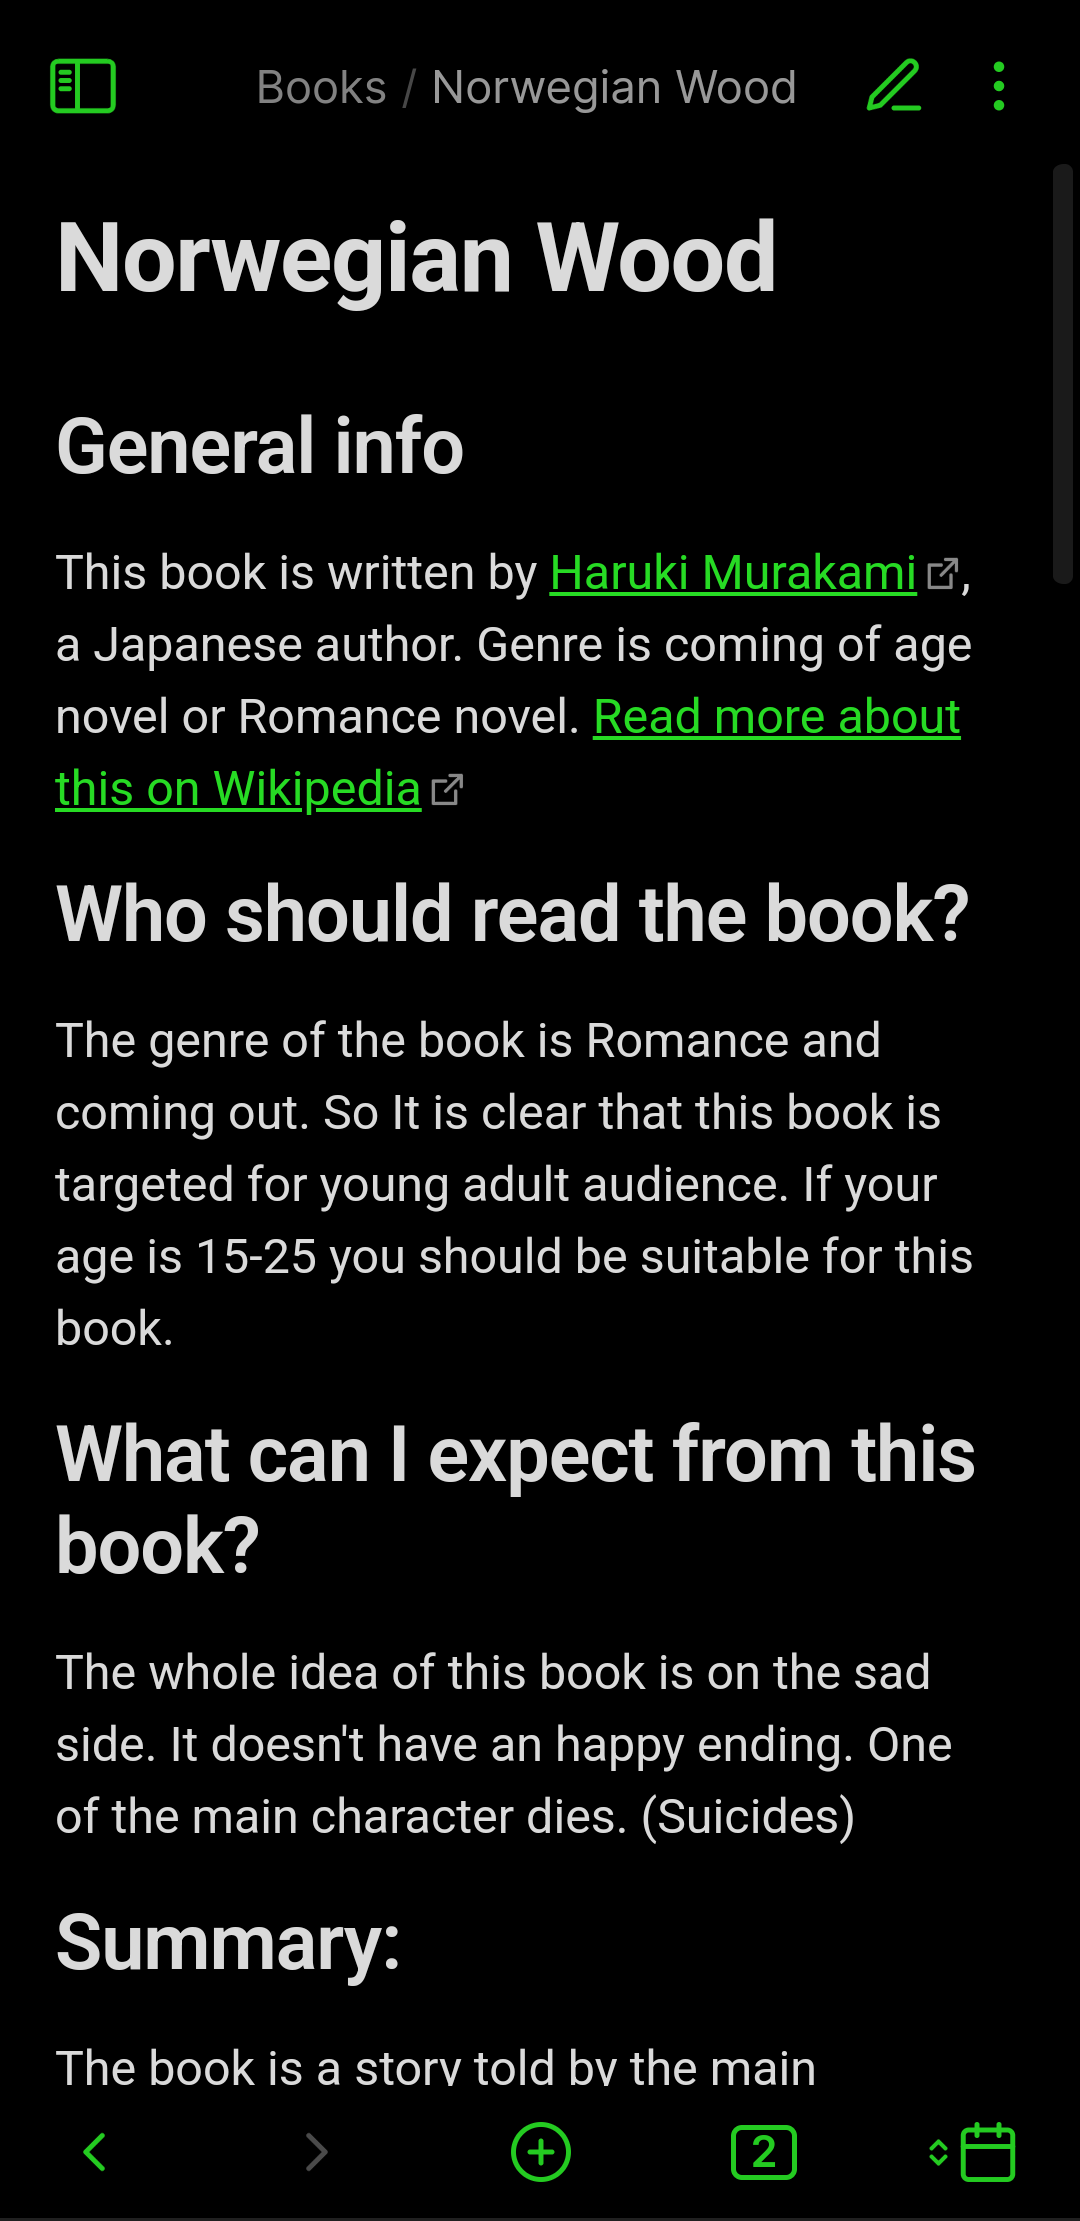 Books / Norwegian Wood
Norwegian Wood
General info
This book is written by Haruki Murakami,
a Japanese author. Genre is coming of age
novel or Romance novel. Read more about
this on Wikipedia
Who should read the book?
The genre of the book is Romance and
coming out. So It is clear that this book is
targeted for young adult audience. If your
age is 15-25 you should be suitable for this
book.
What can I expect from this
book?
The whole idea of this book is on the sad
side. It doesn't have an happy ending. One
of the main character dies. (Suicides)
Summary:
The book is a story told by the main
2